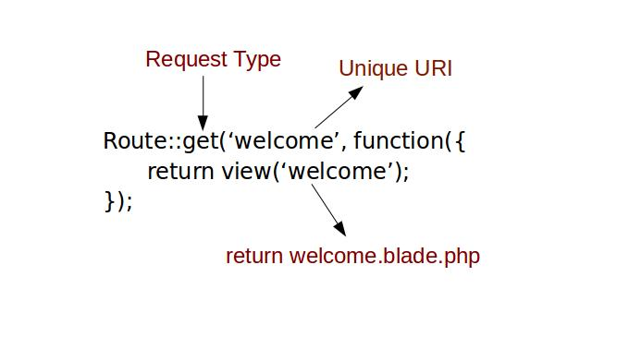 Request Type
Unique URI
Route::get(‘welcome’, function({
return view(‘welcome’);
});
return welcome.blade.php